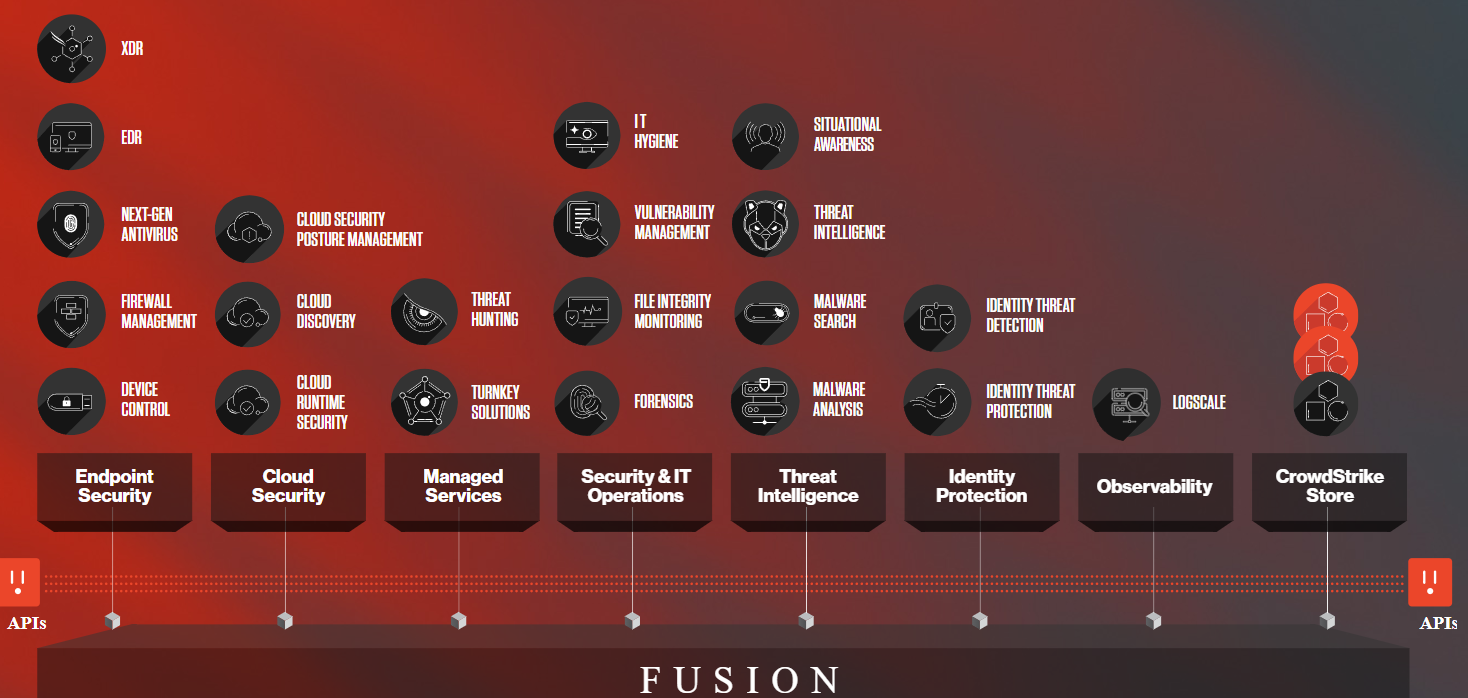 XDR
EDR
NEXT-GEN
ANTIVIRUS
FIREWALL
MANAGEMENT
DEVICE
CONTROL
Endpoint
Security
CLOUD SECURITY
POSTURE MANAGEMENT
CLOUD
DISCOVERY
CLOUD
RUNTIME
SECURITY
Cloud
Security
THREAT
HUNTING
TURNKEY
SOLUTIONS
Managed
Services
IT
HYGIENE
VULNERABILITY
MANAGEMENT
FILE INTEGRITY
MONITORING
FORENSICS
Security & IT
Operations
SITUATIONAL
AWARENESS
THREAT
INTELLIGENCE
MALWARE
SEARCH
MALWARE
ANALYSIS
Threat
Intelligence
IDENTITY THREAT
DETECTION
IDENTITY THREAT
PROTECTION
Identity
Protection
LOGSCALE
Observability
CrowdStrike
Store
APIs
APIs
FUSION